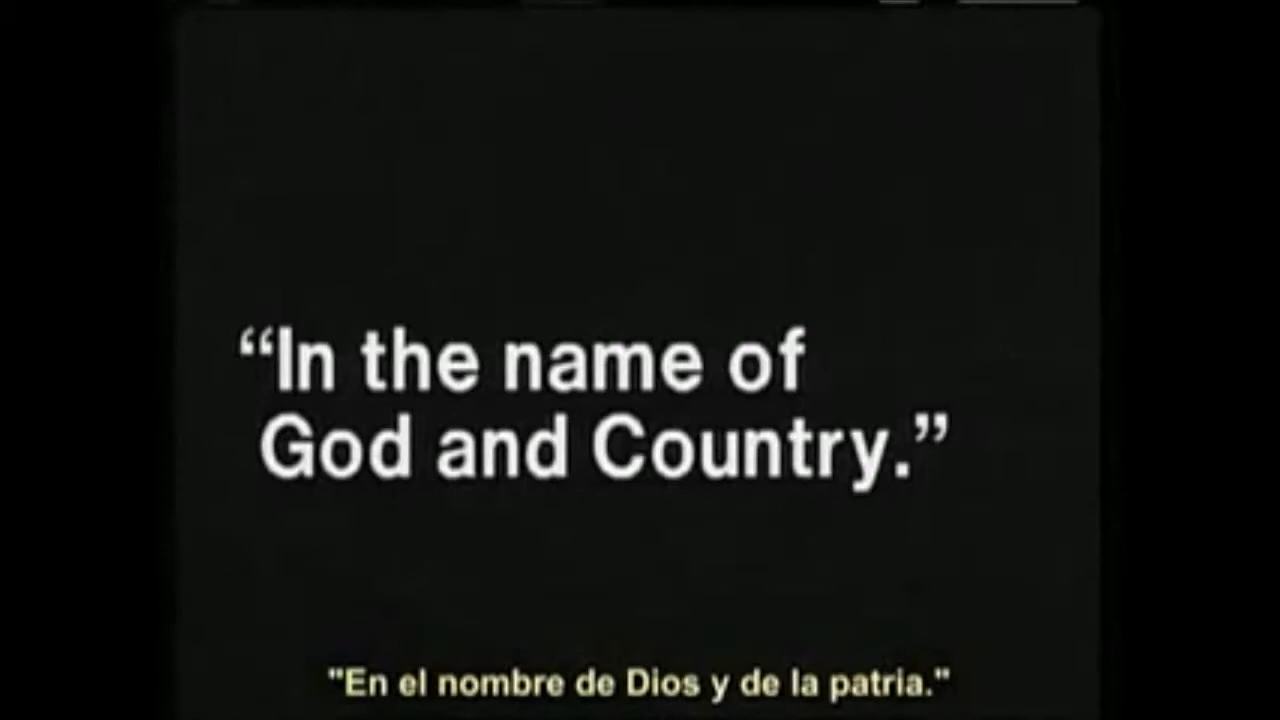 “In the name of
God and Country.”
"En el nombre de Dios y de la patria."